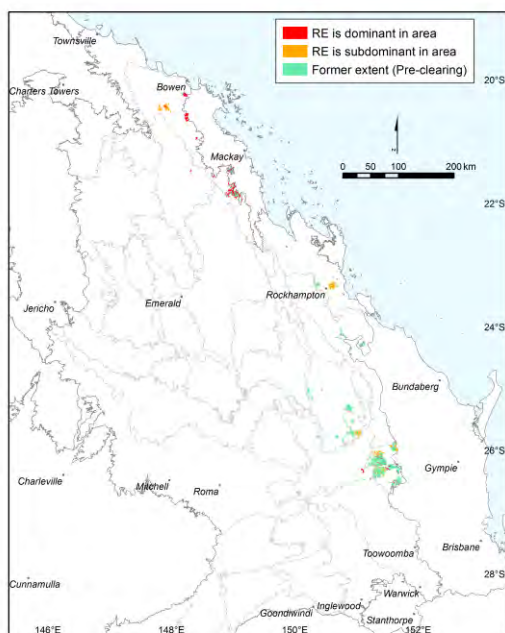 Townsville
RE is dominant in area
RE is subdominant in area
Former extent (Pre-clearing)
20°S
Bowen
Charters Towers
Mackay
0 50 100 200 km
22°S
Rockhampton
Emerald
Jericho
24°S
Bundaberg
26°S
Gympie
Charleville
Mitchell
Roma
Brisbane
Toowoomba
28°S
Cunnamulla
Warwick
Inglewood
Goondiwindi
Stanthorpe
146°E 148°E 150°E 152°E